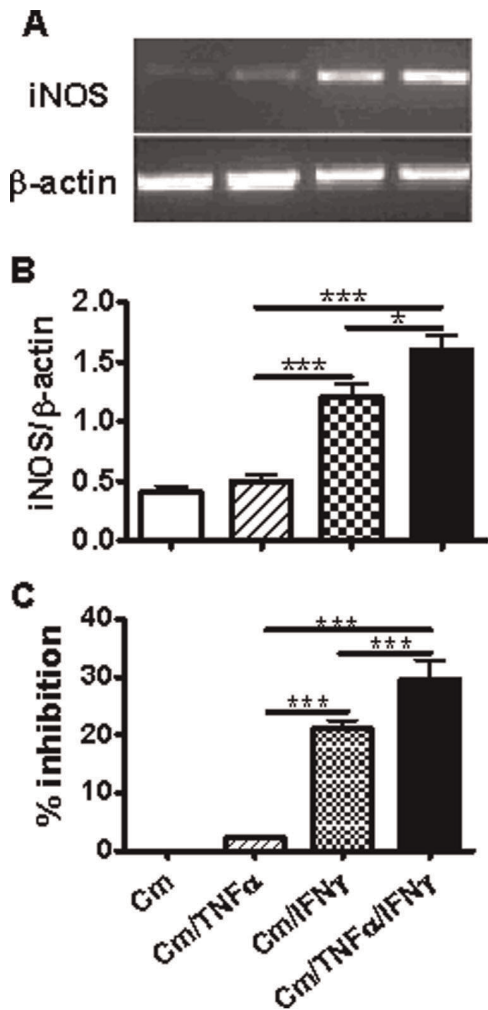 A
iNOS
β-actin
B
iNOS/β-actin
2.0
1.5
1.0
0.5
0.0
***
*
***
C
% inhibition
40
30
20
10
0
***
***
***
Cm
Cm/TNFα
Cm/IFNγ
Cm/TNFα/IFNγ